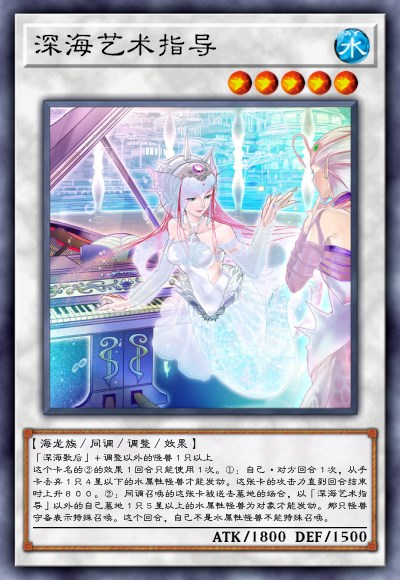 深海艺术指导
水
【海龙族／同调／调整／效果】
「深海歌后」+调整以外的怪兽1只以上
这个卡名的②的效果1回合只能使用1次。①：自己·对方回合1次，从手
卡丢弃1只4星以下的水属性怪兽才能发动。这张卡的攻击力直到回合结束
时上升８００。②：同调召唤的这张卡被送去墓地的场合，以「深海艺术指
导」以外的自己墓地1只5星以上的水属性怪兽为对象才能发动。那只怪兽
守备表示特殊召唤。这个回合，自己不是水属性怪兽不能特殊召唤。
ATK/1800 DEF/1500